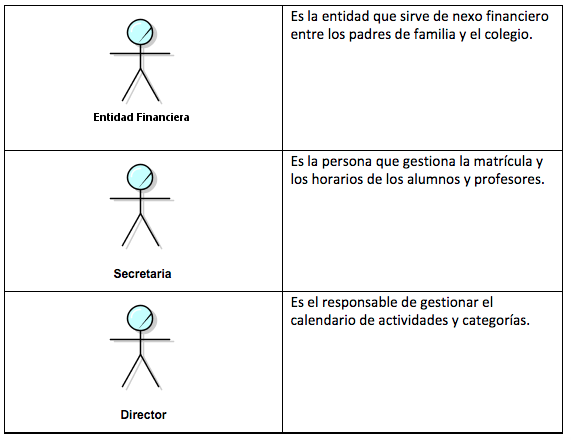 Es la entidad que sirve de nexo financiero
entre los padres de familia y el colegio.
Entidad Financiera
Es la persona que gestiona la matrícula y
los horarios de los alumnos y profesores.
Secretaria
Es el responsable de gestionar el
calendario de actividades y categorías.
Director